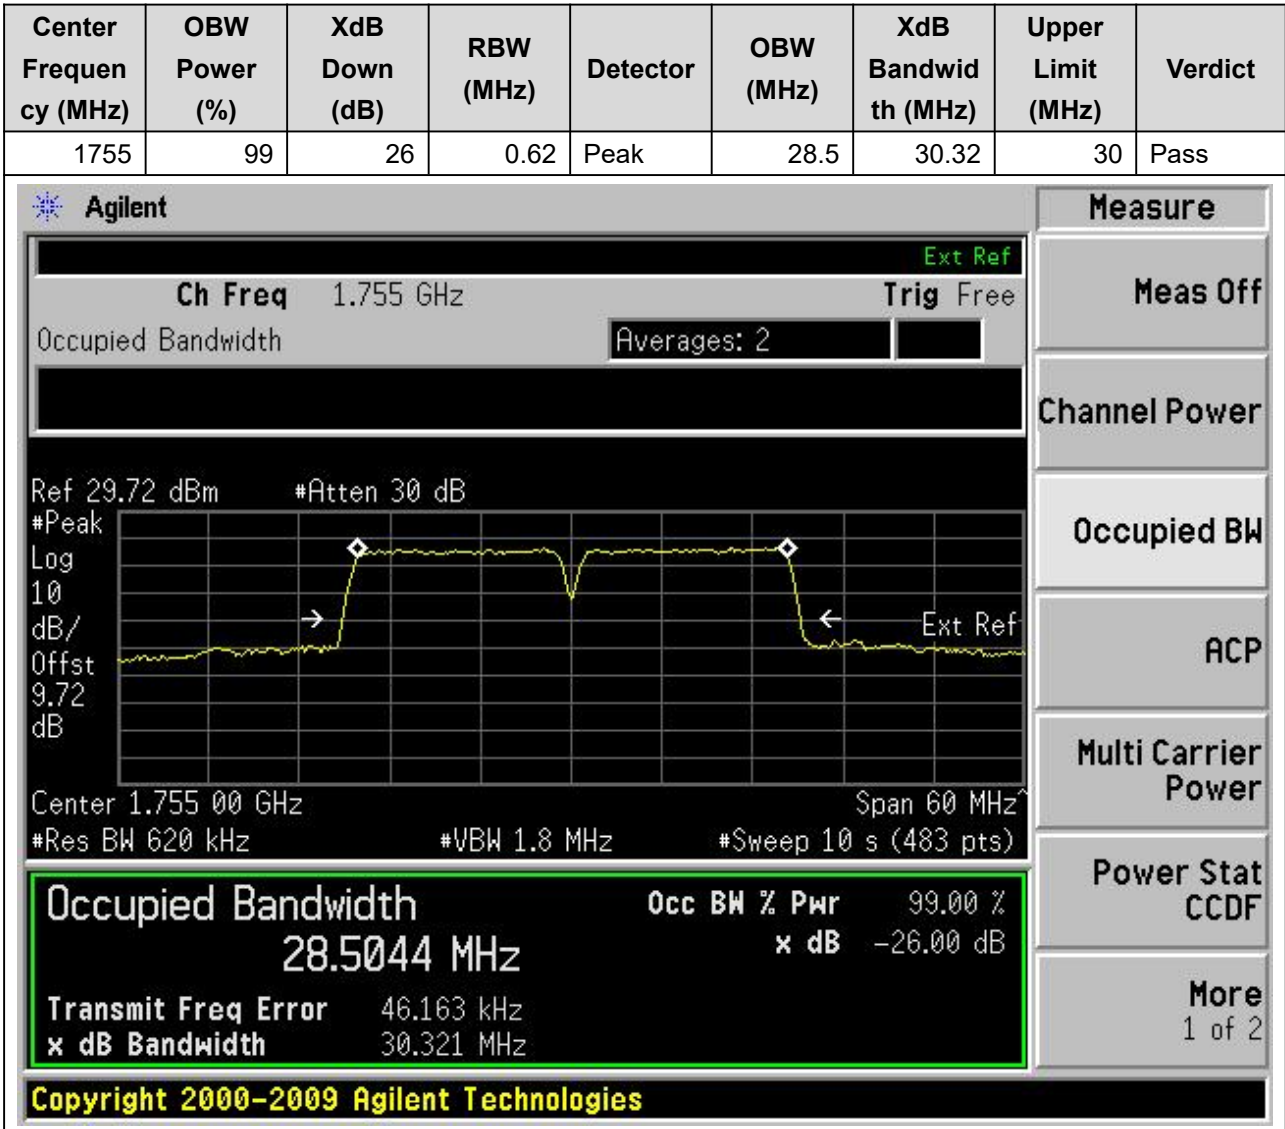 Center Frequen cy (MHz) OBW Power (%) XdB Down (dB) RBW (MHz) Detector OBW (MHz) XdB Bandwid th (MHz) Upper Limit (MHz) Verdict
1755 99 26 0.62 Peak 28.5 30.32 30 Pass
Agilent
Measure
Ext Ref
Ch Freq 1.755 GHz Trig Free
Meas Off
Occupied Bandwidth Averages: 2
Channel Power
Ref 29.72 dBm #Atten 30 dB
#Peak
Log
10
dB/
Offst
9.72
dB
Ext Ref
Occupied BW
ACP
Center 1.755 00 GHz Span 60 MHz^
#Res BW 620 kHz #VBW 1.8 MHz #Sweep 10 s (483 pts)
Multi Carrier
Power
Occupied Bandwidth Occ BW % Pwr 99.00 %
28.5044 MHz x dB -26.00 dB
Power Stat
CCDF
Transmit Freq Error 46.163 kHz
x dB Bandwidth 30.321 MHz
More
1 of 2
Copyright 2000-2009 Agilent Technologies